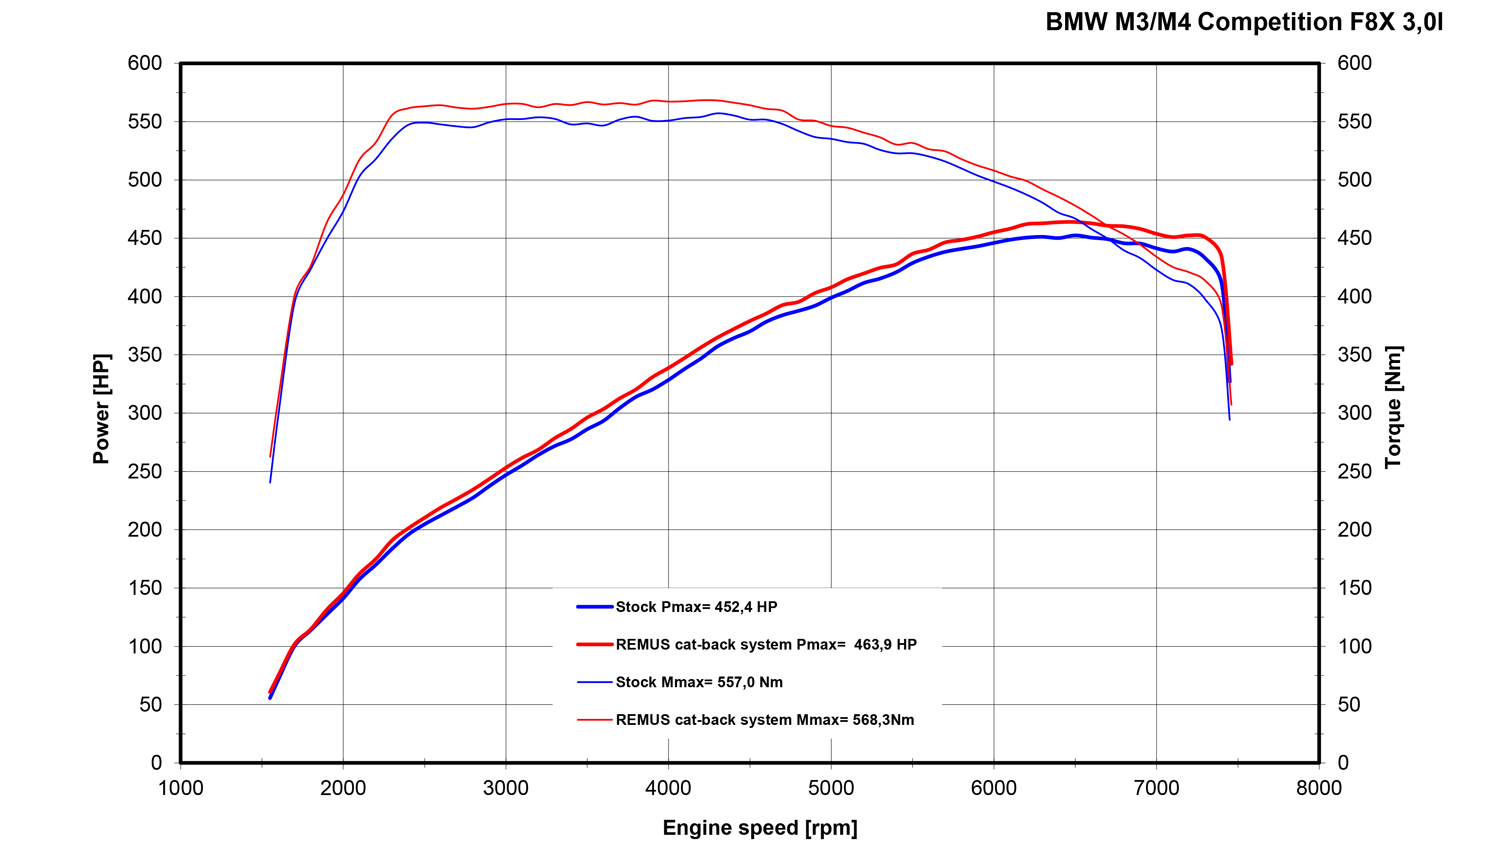 BMW M3/M4 Competition F8X 3,0l
600 600
550 550
500 500
450 450
400 400
350 350
300 300
250 250
200 200
150 150
100 100
50 50
0 0
Power [HP]
Torque [Nm]
Stock Pmax= 452,4 HP
REMUS cat-back system Pmax=  463,9 HP
Stock Mmax= 557,0 Nm
REMUS cat-back system Mmax= 568,3Nm
1000 2000 3000 4000 5000 6000 7000 8000
Engine speed [rpm]